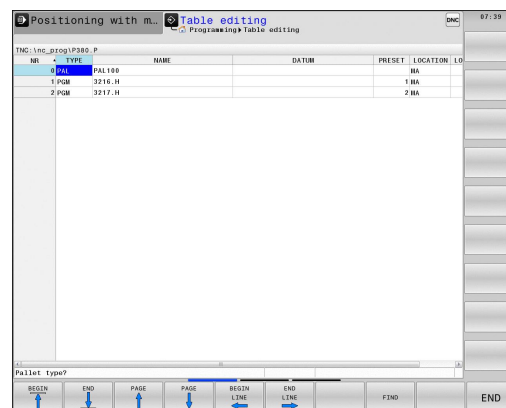 Positioning with m…
Table editing
DNC
07:39
Programming▸Table editing
TNC:\nc_prog\P380.P
NR TYPE NAME DATUM PRESET LOCATION LO
0 PAL PAL100 MA
1 PGM 3216.H 1 MA
2 PGM 3217.H 2 MA
Pallet type?
BEGIN END PAGE PAGE BEGIN LINE END LINE FIND END